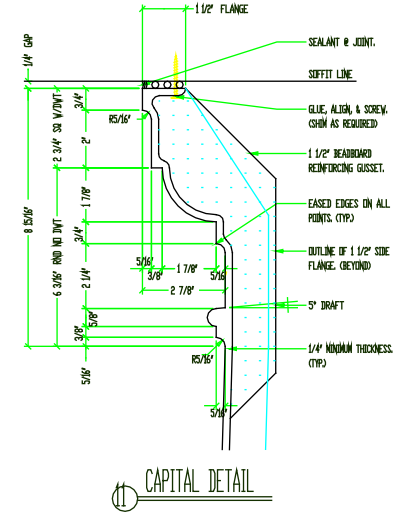 1 1/2" FLANGE
1/4" GAP
SEALANT @ JOINT.
SOFFIT LINE
GLUE, ALIGN, & SCREW.
(SHIM AS REQUIRED)
1 1/2" BEADBOARD
REINFORCING GUSSET.
EASED EDGES ON ALL
POINTS. (TYP.)
OUTLINE OF 1 1/2" SIDE
FLANGE. (BEYOND)
5° DRAFT
1/4" MINIMUM THICKNESS.
(TYP.)
8 15/16"
2 3/4" SQ W/DWT
6 3/16" RND NO DWT
3/4"
2"
1 7/8"
3/4"
2 1/4"
5/8"
3/8"
5/16"
R5/16"
5/16"
3/8"
1 7/8"
5/16"
2 7/8"
R5/16"
5/16"
11
CAPITAL DETAIL